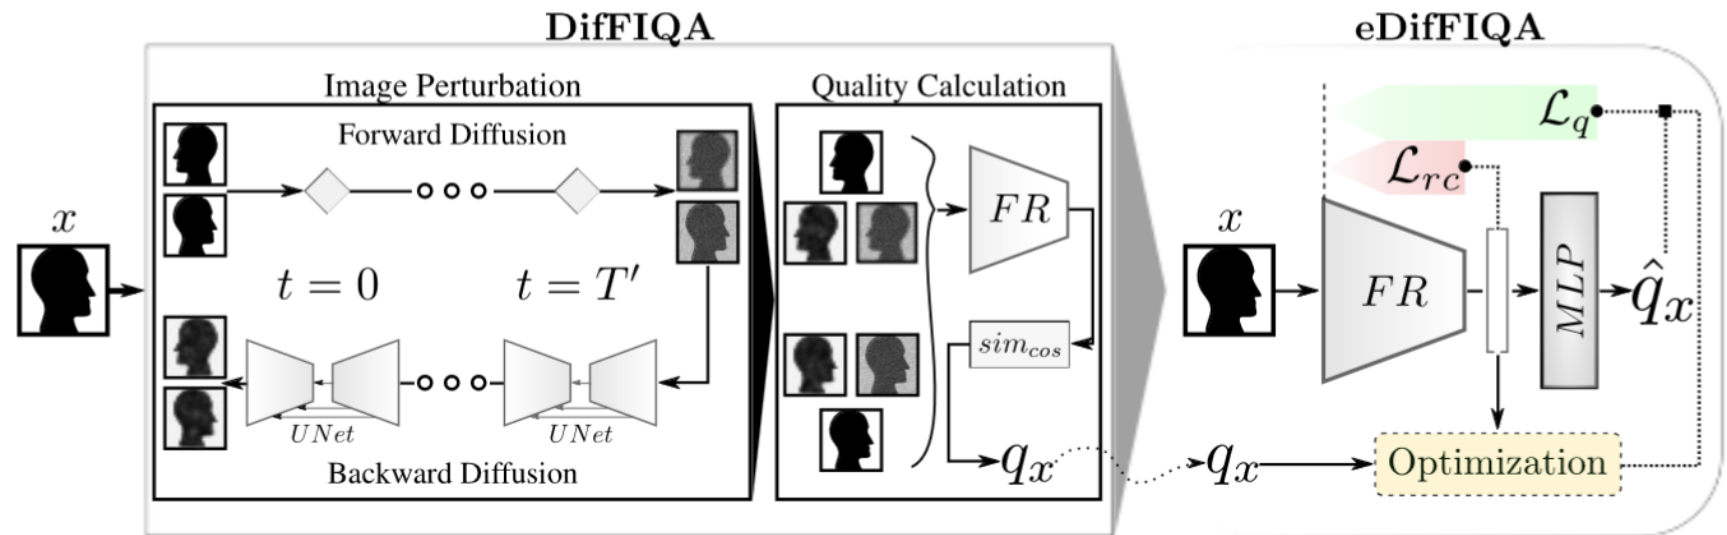 DifFIQA
eDifFIQA
Image Perturbation
Quality Calculation
Forward Diffusion
x
t = 0
t = T′
UNet
UNet
Backward Diffusion
FR
sim_cos
q_x
ℒ_q
ℒ_rc
x
FR
MLP
q̂_x
q_x
Optimization